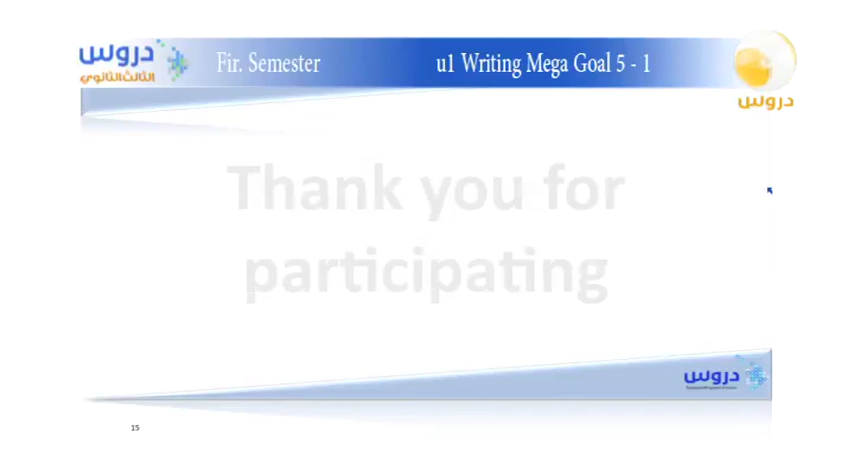 دروس
الثالث الثانوي
Fir. Semester
u1 Writing Mega Goal 5 - 1
دروس
Thank you for
participating
دروس
15